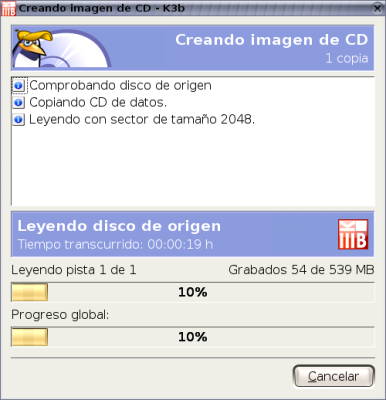 Creando imagen de CD - K3b
Creando imagen de CD
1 copia
Comprobando disco de origen
Copiando CD de datos.
Leyendo con sector de tamaño 2048.
Leyendo disco de origen
Tiempo transcurrido: 00:00:19 h
Leyendo pista 1 de 1 Grabados 54 de 539 MB
10%
Progreso global:
10%
Cancelar